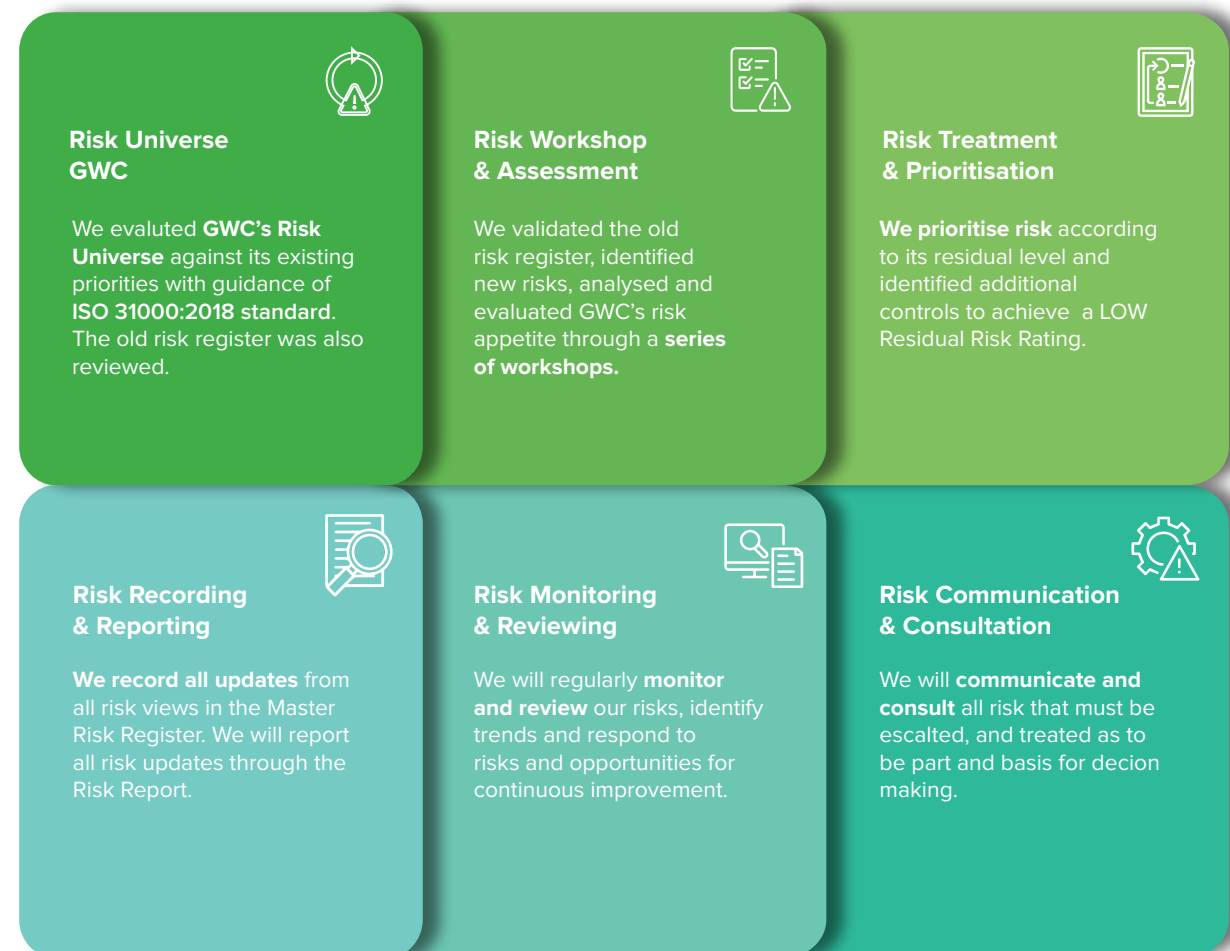 Risk Universe
GWC
We evaluted GWC's Risk
Universe against its existing
priorities with guidance of
ISO 31000:2018 standard.
The old risk register was also
reviewed.
Risk Workshop
& Assessment
We validated the old
risk register, identified
new risks, analysed and
evaluated GWC's risk
appetite through a series
of workshops.
Risk Treatment
& Prioritisation
We prioritise risk according
to its residual level and
identified additional
controls to achieve  a LOW
Residual Risk Rating.
Risk Recording
& Reporting
We record all updates from
all risk views in the Master
Risk Register. We will report
all risk updates through the
Risk Report.
Risk Monitoring
& Reviewing
We will regularly monitor
and review our risks, identify
trends and respond to
risks and opportunities for
continuous improvement.
Risk Communication
& Consultation
We will communicate and
consult all risk that must be
escalted, and treated as to
be part and basis for decion
making.